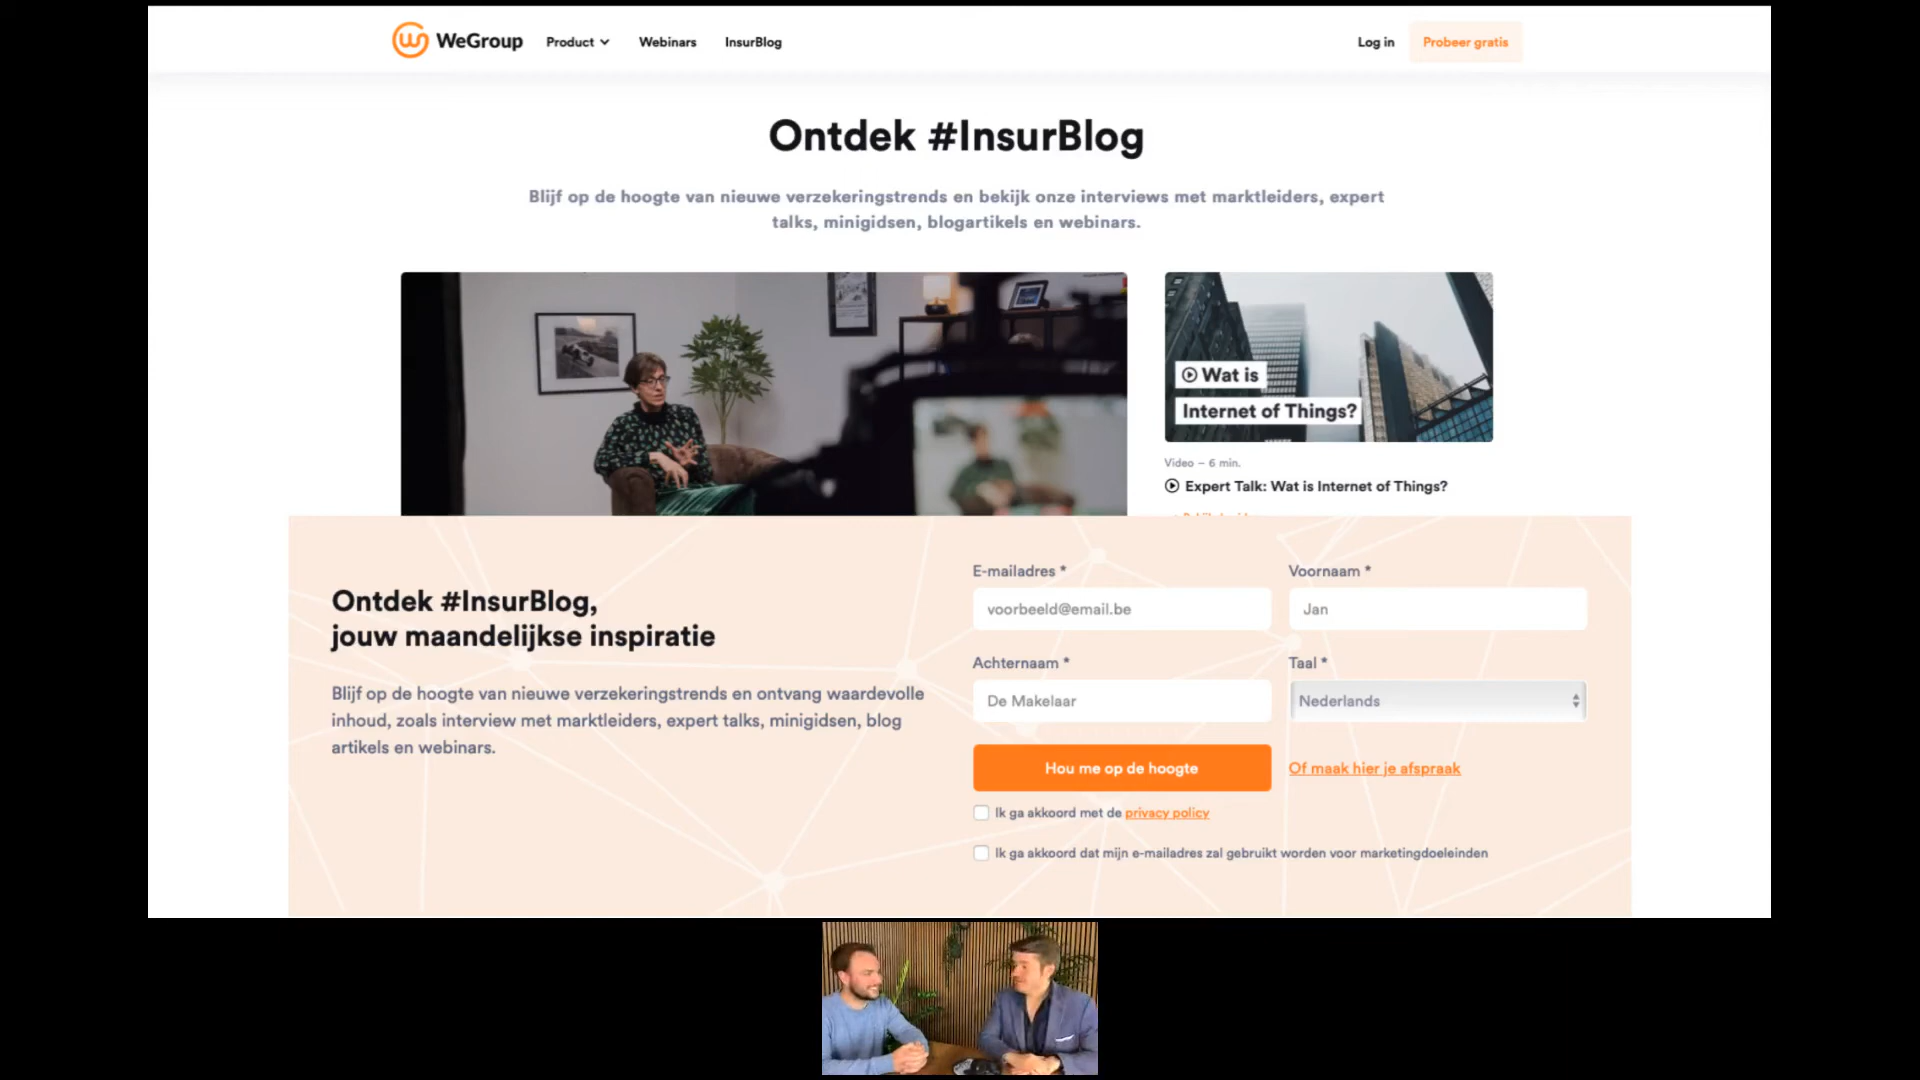 WeGroup
Product
Webinars
InsurBlog
Log in
Probeer gratis
Ontdek #InsurBlog
Blijf op de hoogte van nieuwe verzekeringstrends en bekijk onze interviews met marktleiders, expert
talks, minigidsen, blogartikels en webinars.
Wat is
Internet of Things?
Video – 6 min.
Expert Talk: Wat is Internet of Things?
Ontdek #InsurBlog,
jouw maandelijkse inspiratie
Blijf op de hoogte van nieuwe verzekeringstrends en ontvang waardevolle
inhoud, zoals interview met marktleiders, expert talks, minigidsen, blog
artikels en webinars.
E-mailadres *
voorbeeld@email.be
Voornaam *
Jan
Achternaam *
De Makelaar
Taal *
Nederlands
Hou me op de hoogte
Of maak hier je afspraak
Ik ga akkoord met de privacy policy
Ik ga akkoord dat mijn e-mailadres zal gebruikt worden voor marketingdoeleinden